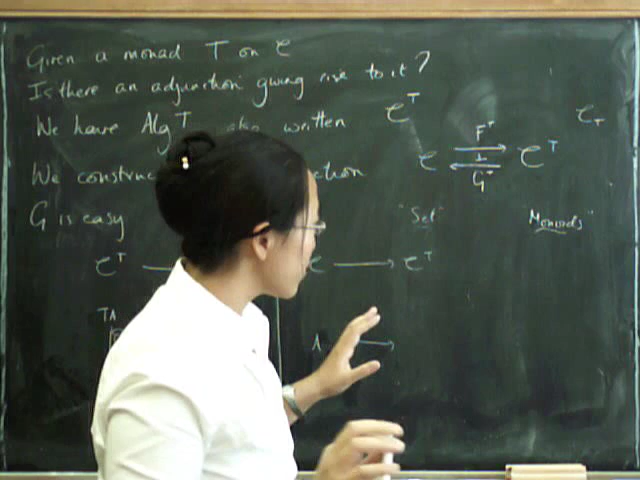 Given a monad T on C
Is there an adjunction giving rise to it?
We have Alg T also written C^T C_T
We construct
F^T
C ⇄ C^T
⊥
G^T
G is easy "Set" "Monoids"
C^T → C → C^T
TA
A →